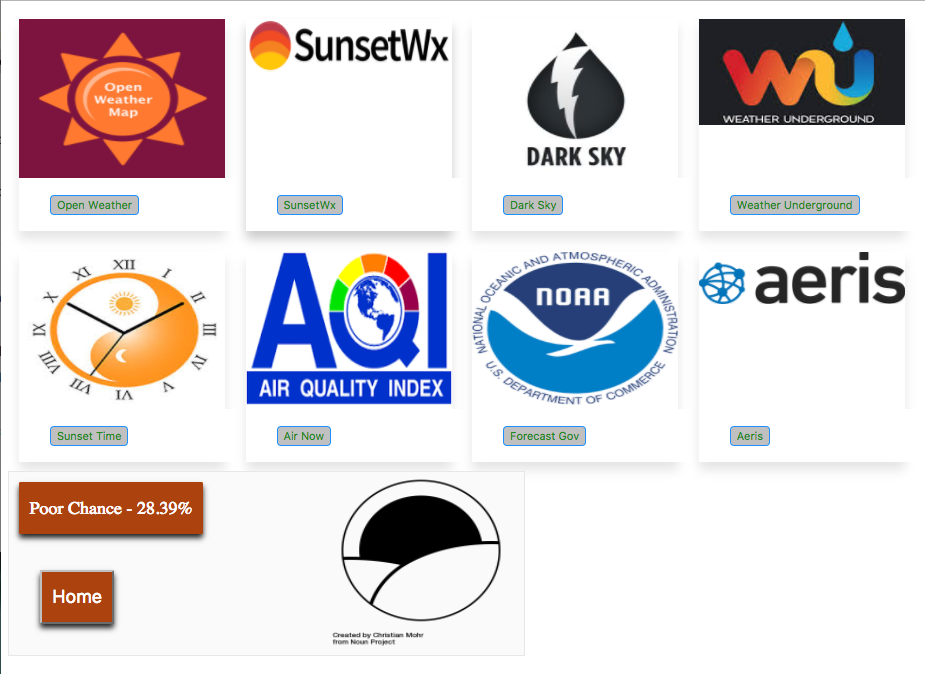 Open
Weather
Map
SunsetWx
DARK SKY
WU
WEATHER UNDERGROUND
Open Weather
SunsetWx
Dark Sky
Weather Underground
XII
I
II
III
IV
V
VI
VII
VIII
IX
X
XI
AQI
AIR QUALITY INDEX
NATIONAL OCEANIC AND ATMOSPHERIC ADMINISTRATION
NOAA
U.S. DEPARTMENT OF COMMERCE
aeris
Sunset Time
Air Now
Forecast Gov
Aeris
Poor Chance - 28.39%
Home
Created by Christian Mohr
from Noun Project